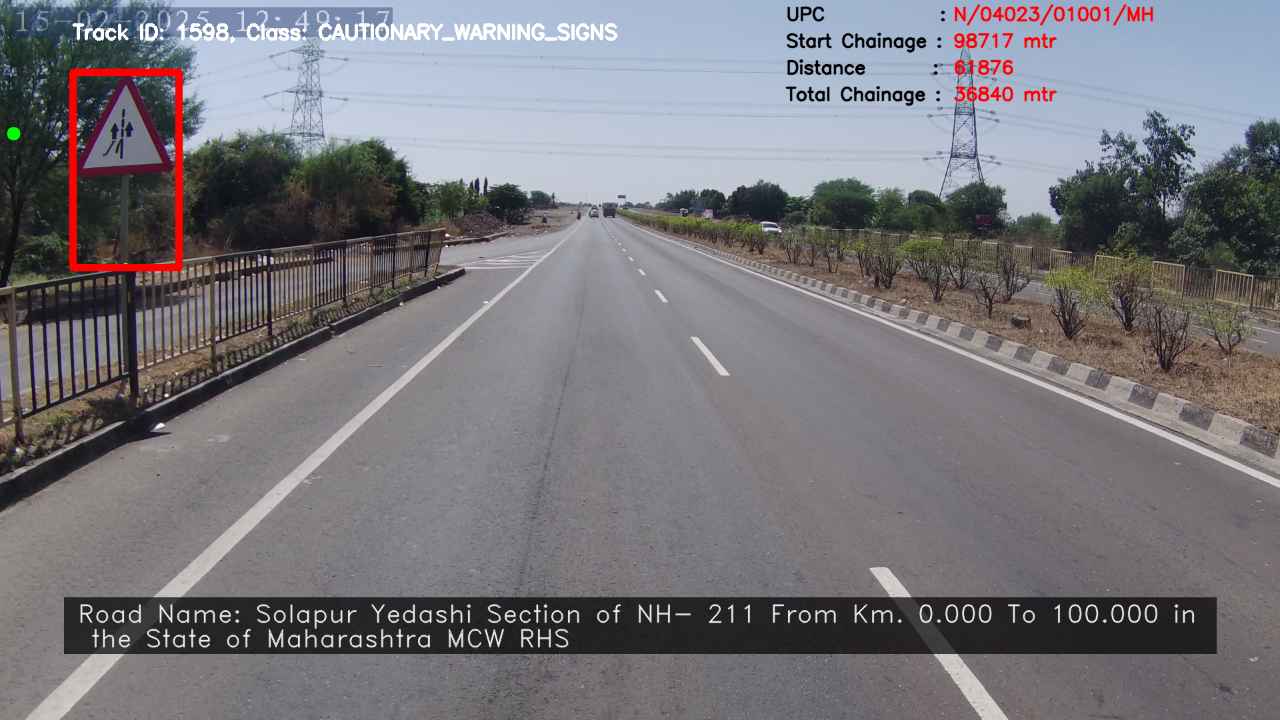 15-02-2025 12:49:17
Track ID: 1598, Class: CAUTIONARY_WARNING_SIGNS
UPC : N/04023/01001/MH
Start Chainage : 98717 mtr
Distance : 61876
Total Chainage : 36840 mtr
Road Name: Solapur Yedashi Section of NH- 211 From Km. 0.000 To 100.000 in
the State of Maharashtra MCW RHS